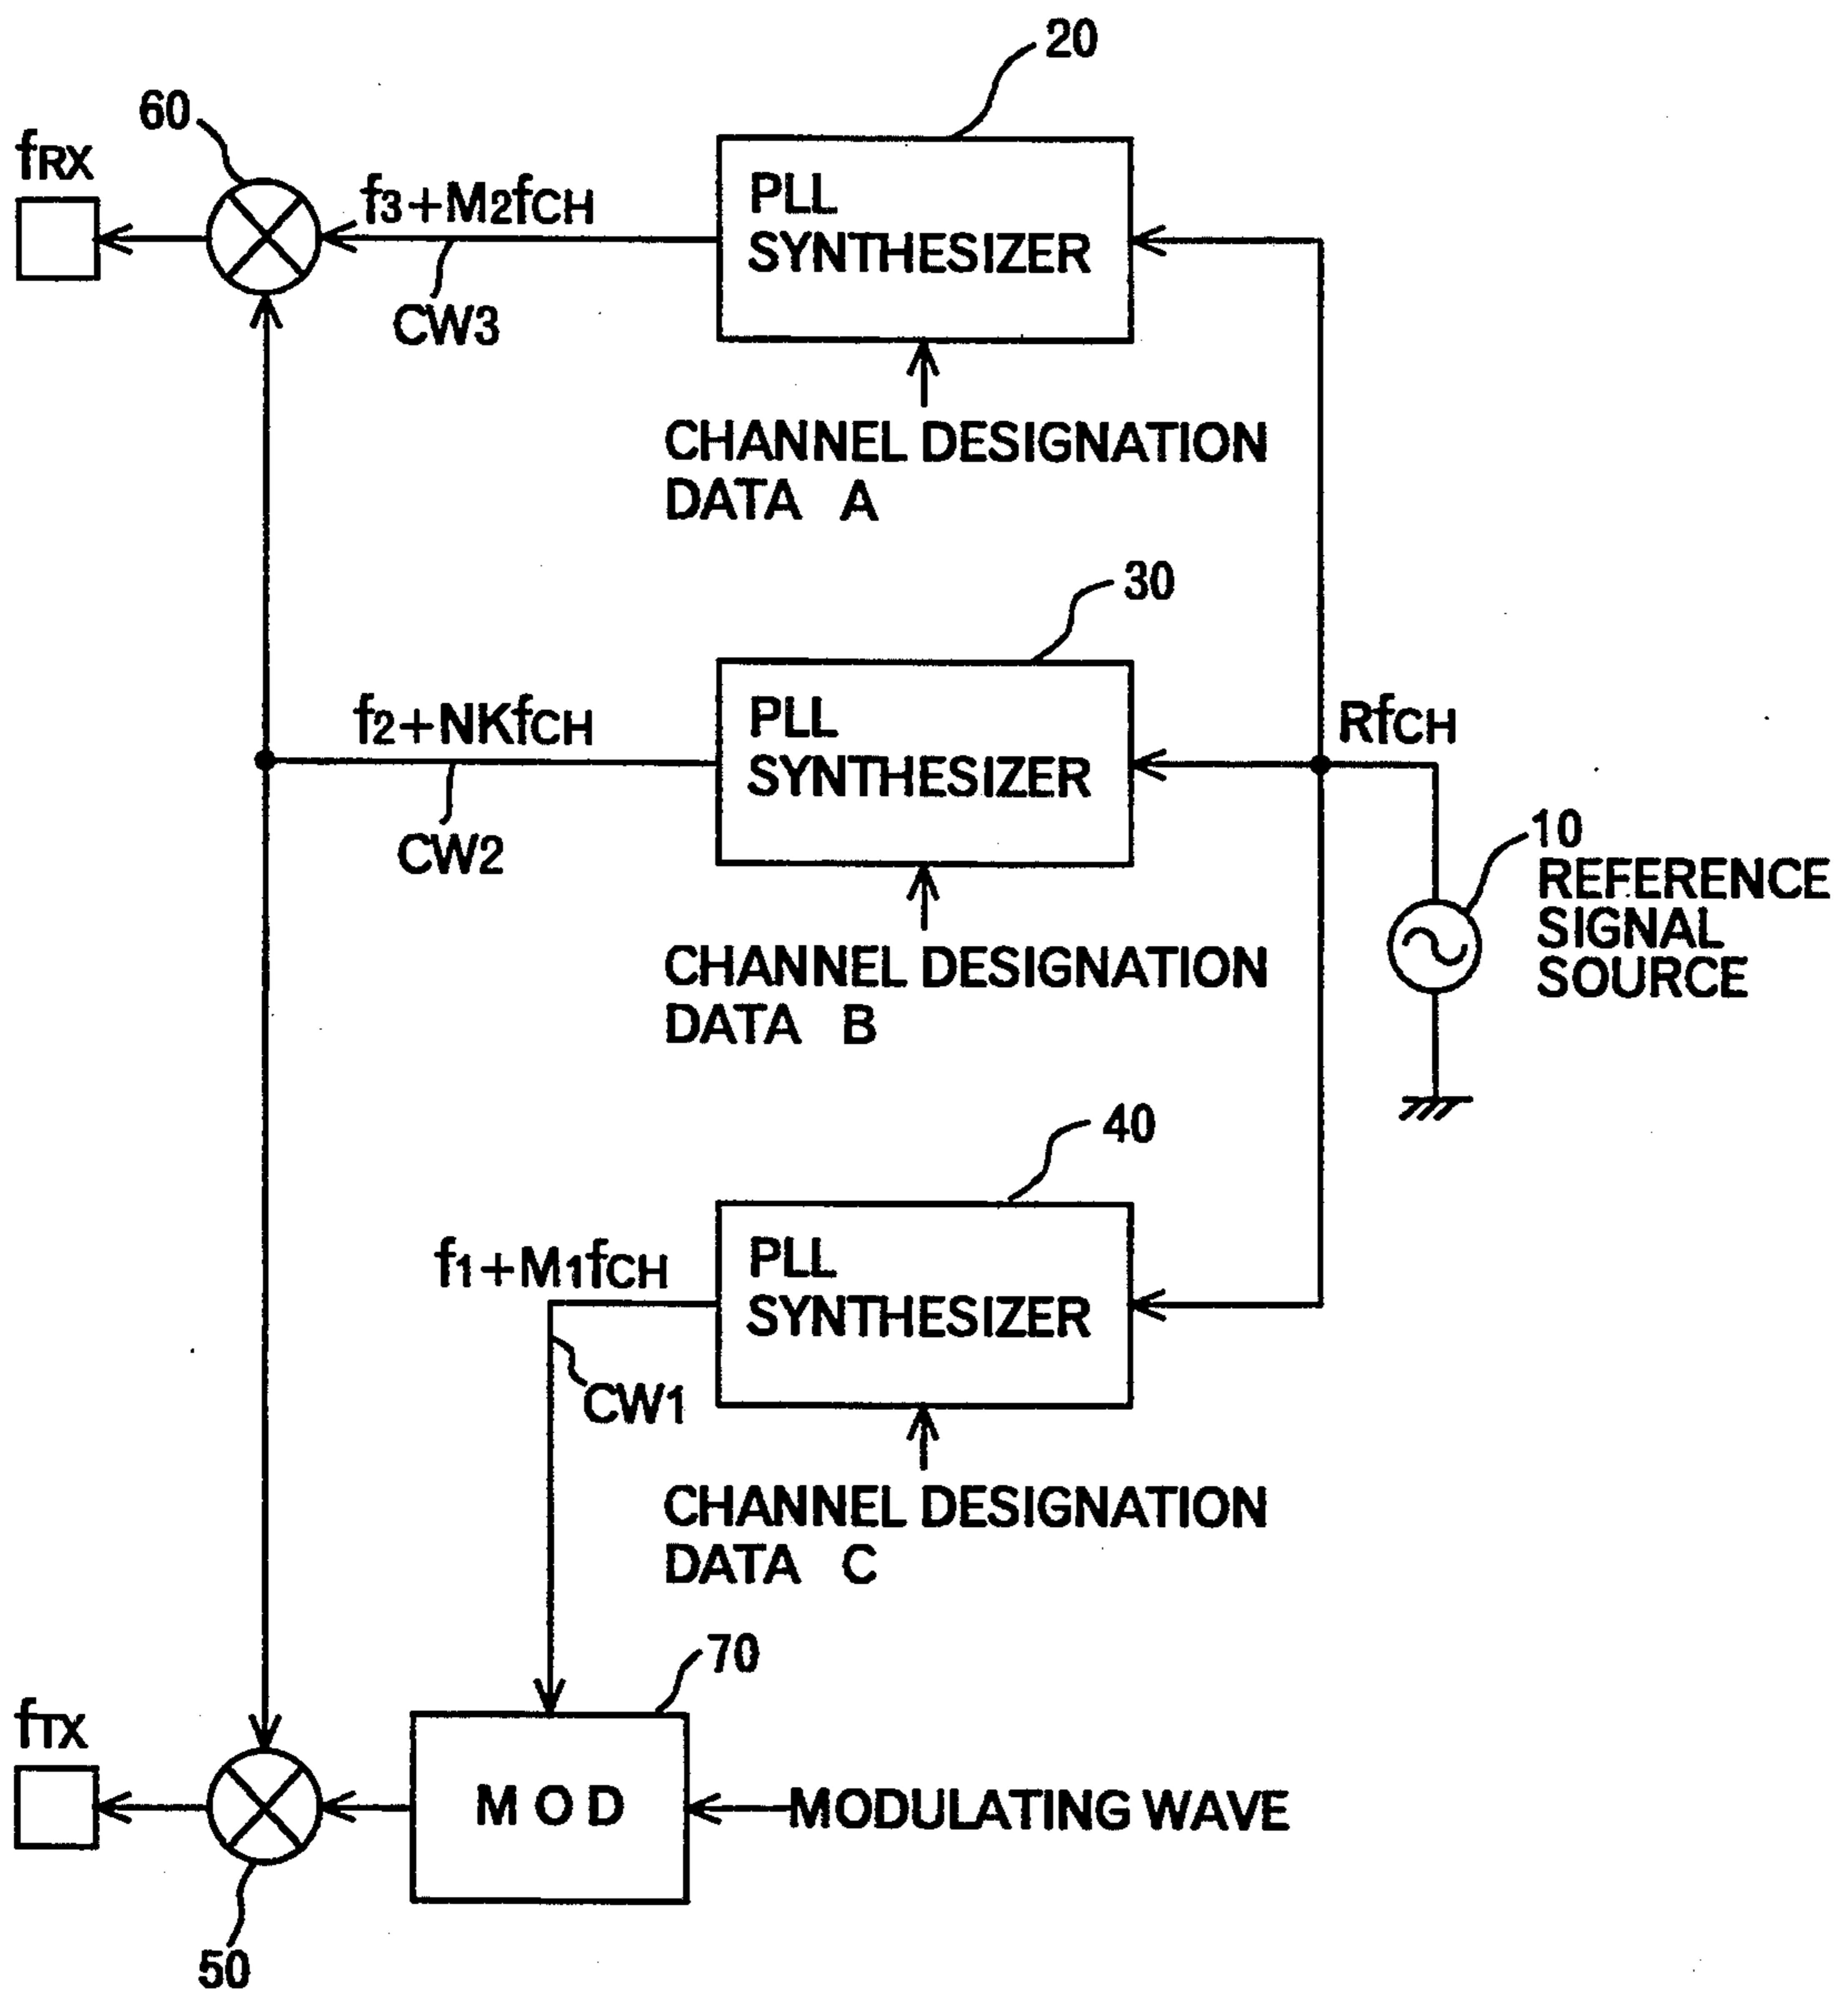 20
60
fRX
f3+M2fCH
PLL
SYNTHESIZER
CW3
CHANNEL DESIGNATION
DATA A
30
f2+NKfCH
PLL
SYNTHESIZER
RfCH
CW2
10
REFERENCE
SIGNAL
SOURCE
CHANNEL DESIGNATION
DATA B
40
f1+M1fCH
PLL
SYNTHESIZER
CW1
CHANNEL DESIGNATION
DATA C
70
fTX
MOD
MODULATING WAVE
50